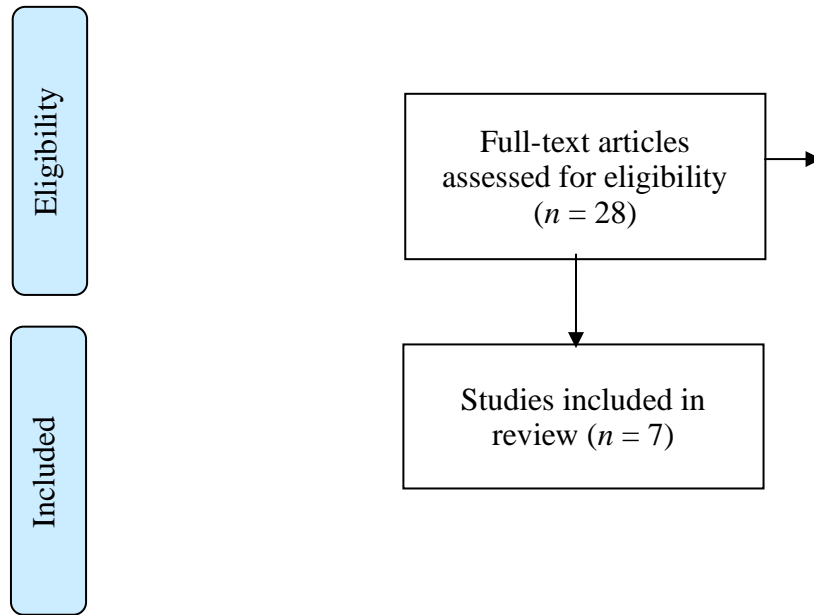 Eligibility
Full-text articles
assessed for eligibility
(n = 28)
Included
Studies included in
review (n = 7)